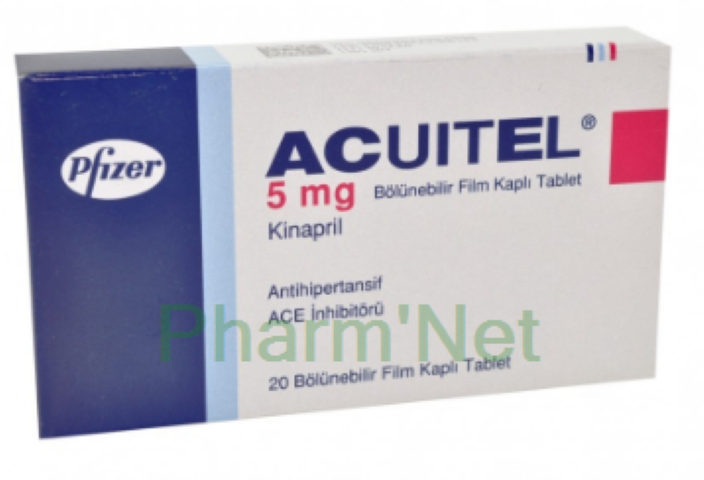 Pfizer
ACUITEL®
5 mg Bölünebilir Film Kaplı Tablet
Kinapril
Antihipertansif
ACE İnhibitörü
Pharm'Net
20 Bölünebilir Film Kaplı Tablet